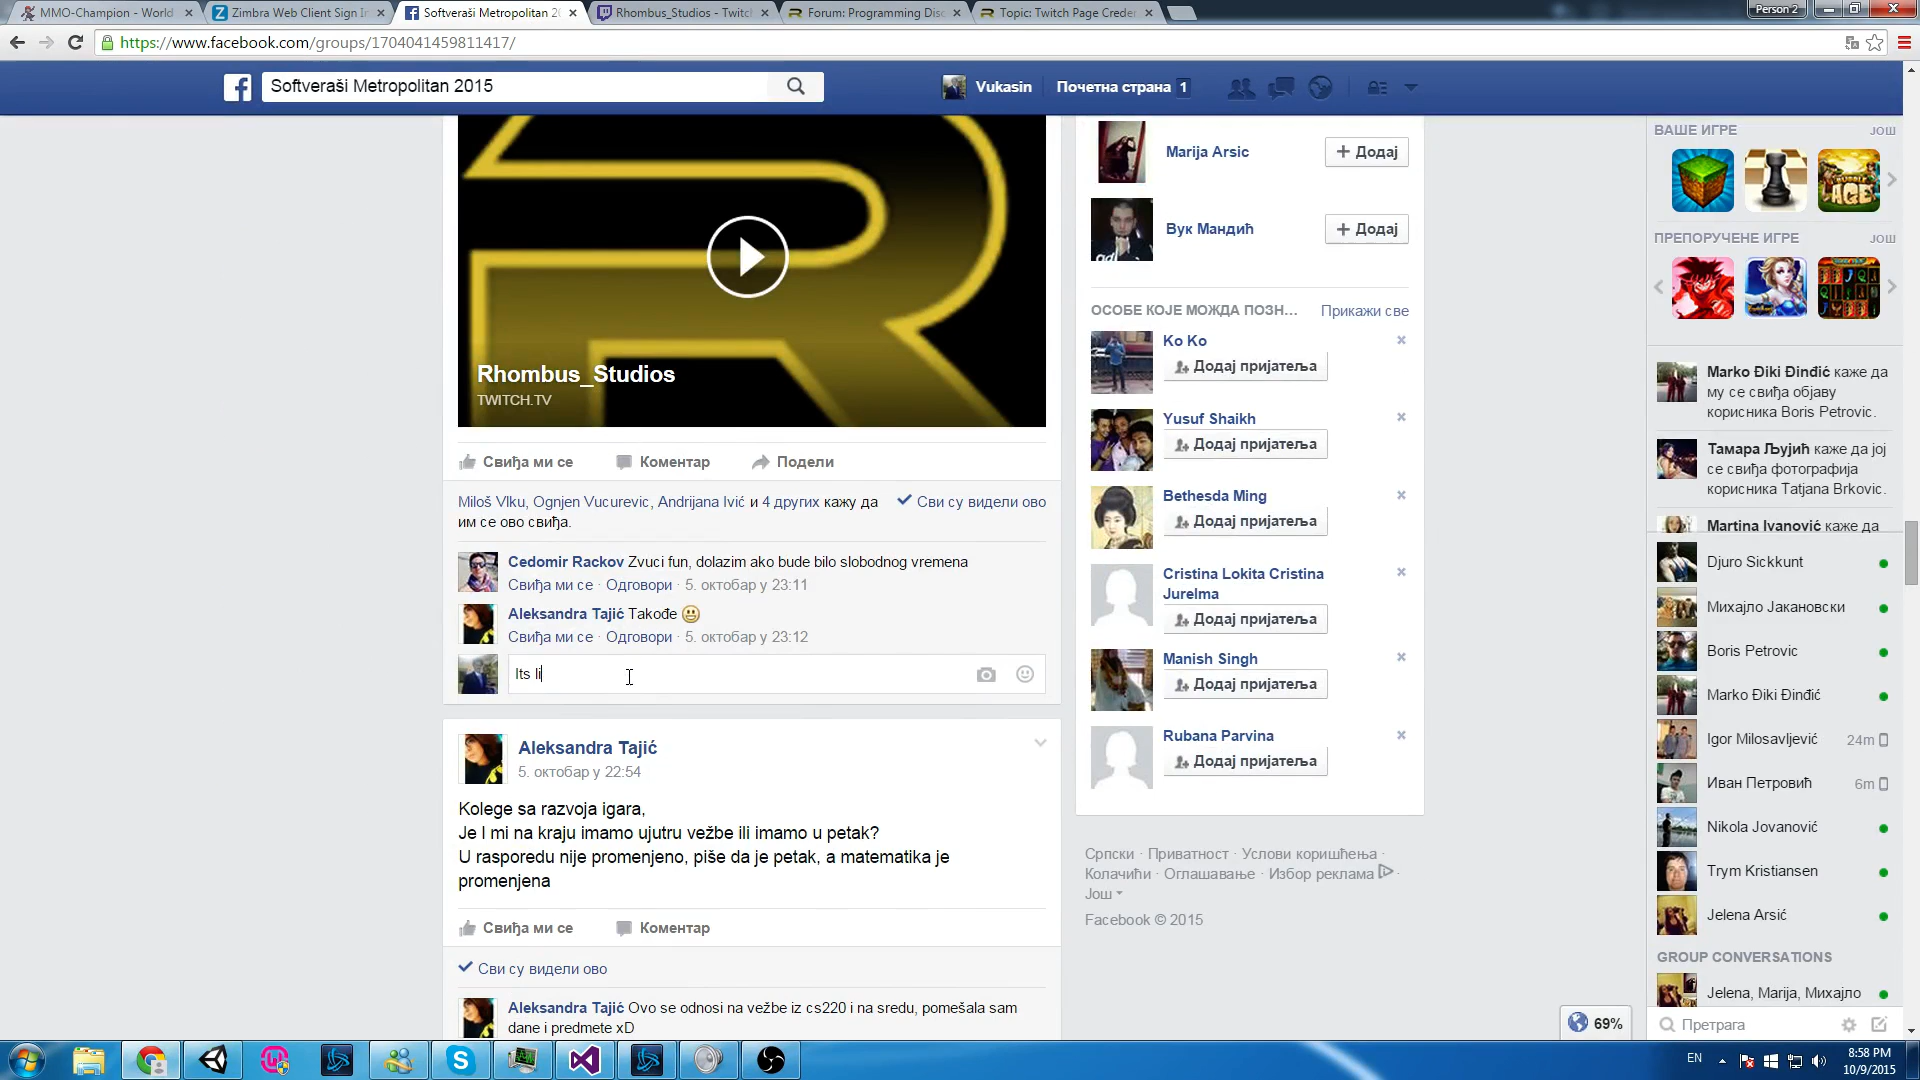 MMO-Champion - World
Zimbra Web Client Sign In
Softveraši Metropolitan 20
Rhombus_Studios - Twitch
Forum: Programming Disc
Topic: Twitch Page Creden
Person 2
https://www.facebook.com/groups/1704041459811417/
Softveraši Metropolitan 2015
Vukasin
Почетна страна 1
Rhombus_Studios
TWITCH.TV
Свиђа ми се
Коментар
Подели
Miloš Vlku, Ognjen Vucurevic, Andrijana Ivić и 4 других кажу да
им се ово свиђа.
Сви су видели ово
Cedomir Rackov Zvuci fun, dolazim ako bude bilo slobodnog vremena
Свиђа ми се · Одговори · 5. октобар у 23:11
Aleksandra Tajić Takođe
Свиђа ми се · Одговори · 5. октобар у 23:12
Its li
Aleksandra Tajić
5. октобар у 22:54
Kolege sa razvoja igara,
Je l mi na kraju imamo ujutru vežbe ili imamo u petak?
U rasporedu nije promenjeno, piše da je petak, a matematika je
promenjena
Свиђа ми се
Коментар
Сви су видели ово
Aleksandra Tajić Ovo se odnosi na vežbe iz cs220 i na sredu, pomešala sam
dane i predmete xD
Marija Arsic
+ Додај
Вук Мандић
+ Додај
ОСОБЕ КОЈЕ МОЖДА ПОЗН...
Прикажи све
Ko Ko
Додај пријатеља
Yusuf Shaikh
Додај пријатеља
Bethesda Ming
Додај пријатеља
Cristina Lokita Cristina
Jurelma
Додај пријатеља
Manish Singh
Додај пријатеља
Rubana Parvina
Додај пријатеља
Српски · Приватност · Услови коришћења ·
Колачићи · Оглашавање · Избор реклама ·
Још
Facebook © 2015
ВАШЕ ИГРЕ
ЈОШ
ПРЕПОРУЧЕНЕ ИГРЕ
ЈОШ
Marko Điki Đinđić каже да
му се свиђа објаву
корисника Boris Petrovic.
Тамара Љујић каже да јој
се свиђа фотографија
корисника Tatjana Brkovic.
Martina Ivanović каже да
Djuro Sickkunt
Михајло Јакановски
Boris Petrovic
Marko Điki Đinđić
Igor Milosavljević 24m
Иван Петровић 6m
Nikola Jovanović
Trym Kristiansen
Jelena Arsić
GROUP CONVERSATIONS
Jelena, Marija, Михајло
69%
Претрага
EN
8:58 PM
10/9/2015